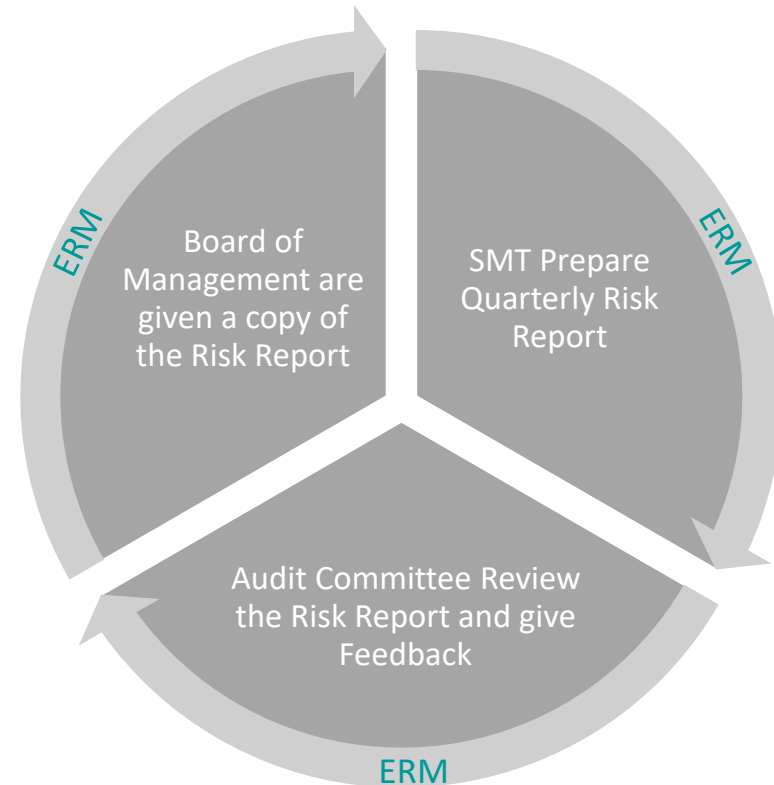 ERM
Board of
Management are
given a copy of
the Risk Report
ERM
SMT Prepare
Quarterly Risk
Report
Audit Committee Review
the Risk Report and give
Feedback
ERM